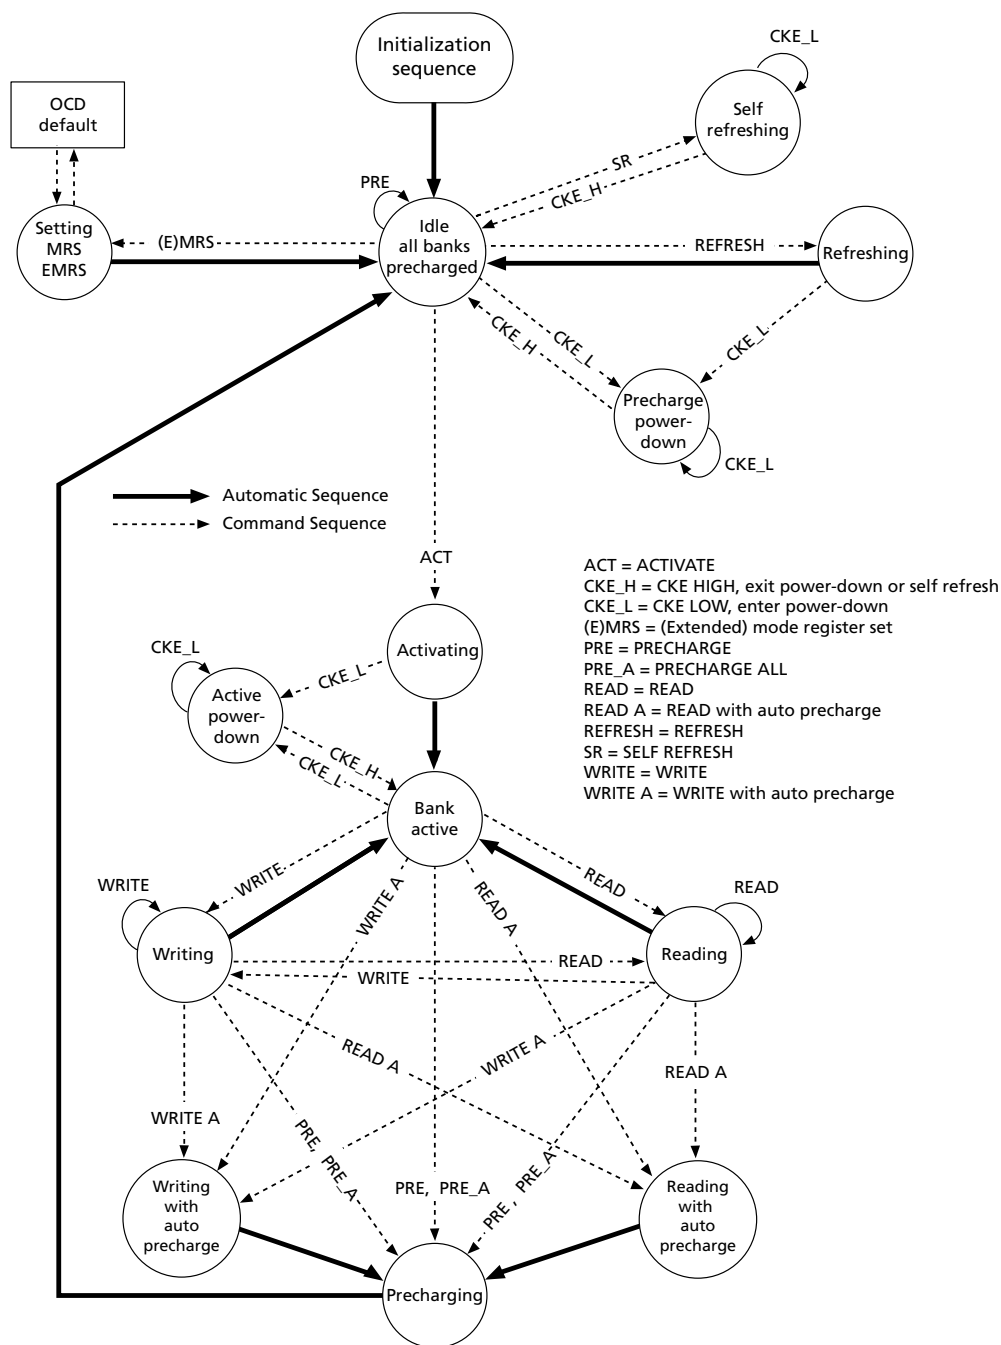 Initialization
sequence
CKE_L
OCD
default
Self
refreshing
SR
PRE
CKE_H
Setting
MRS
EMRS
(E)MRS
Idle
all banks
precharged
REFRESH
Refreshing
CKE_H
CKE_L
CKE_L
Precharge
power-
down
CKE_L
Automatic Sequence
Command Sequence
ACT
ACT = ACTIVATE
CKE_H = CKE HIGH, exit power-down or self refresh
CKE_L = CKE LOW, enter power-down
(E)MRS = (Extended) mode register set
PRE = PRECHARGE
PRE_A = PRECHARGE ALL
READ = READ
READ A = READ with auto precharge
REFRESH = REFRESH
SR = SELF REFRESH
WRITE = WRITE
WRITE A = WRITE with auto precharge
CKE_L
Activating
CKE_L
Active
power-
down
CKE_H
CKE_L
Bank
active
WRITE
WRITE
WRITE A
READ A
READ
READ
Writing
READ
WRITE
Reading
READ A
WRITE A
READ A
WRITE A
PRE, PRE_A
PRE, PRE_A
PRE , PRE_A
Writing
with
auto
precharge
Reading
with
auto
precharge
Precharging